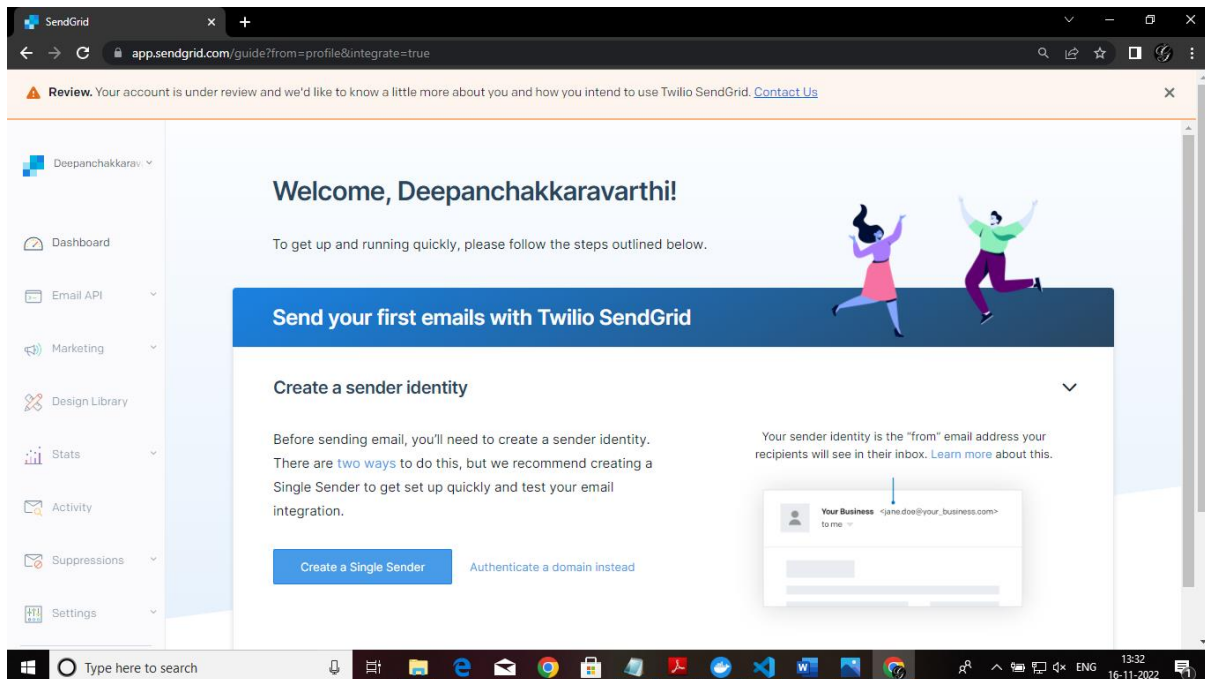 SendGrid
app.sendgrid.com/guide?from=profile&integrate=true
Review. Your account is under review and we'd like to know a little more about you and how you intend to use Twilio SendGrid. Contact Us
Deepanchakkarav
Dashboard
Email API
Marketing
Design Library
Stats
Activity
Suppressions
Settings
Welcome, Deepanchakkaravarthi!
To get up and running quickly, please follow the steps outlined below.
Send your first emails with Twilio SendGrid
Create a sender identity
Before sending email, you'll need to create a sender identity.
There are two ways to do this, but we recommend creating a
Single Sender to get set up quickly and test your email
integration.
Create a Single Sender
Authenticate a domain instead
Your sender identity is the "from" email address your
recipients will see in their inbox. Learn more about this.
Your Business <jane.doe@your_business.com>
to me
Type here to search
ENG
13:32
16-11-2022